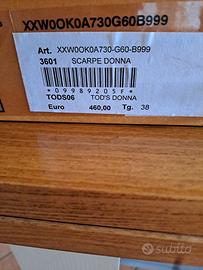 XXW0OK0A730G60B999
Art. XXW0OK0A730-G60-B999
3601 SCARPE DONNA
*09989205F*
TODS06 TOD'S DONNA
Euro 460,00 Tg. 38
subito